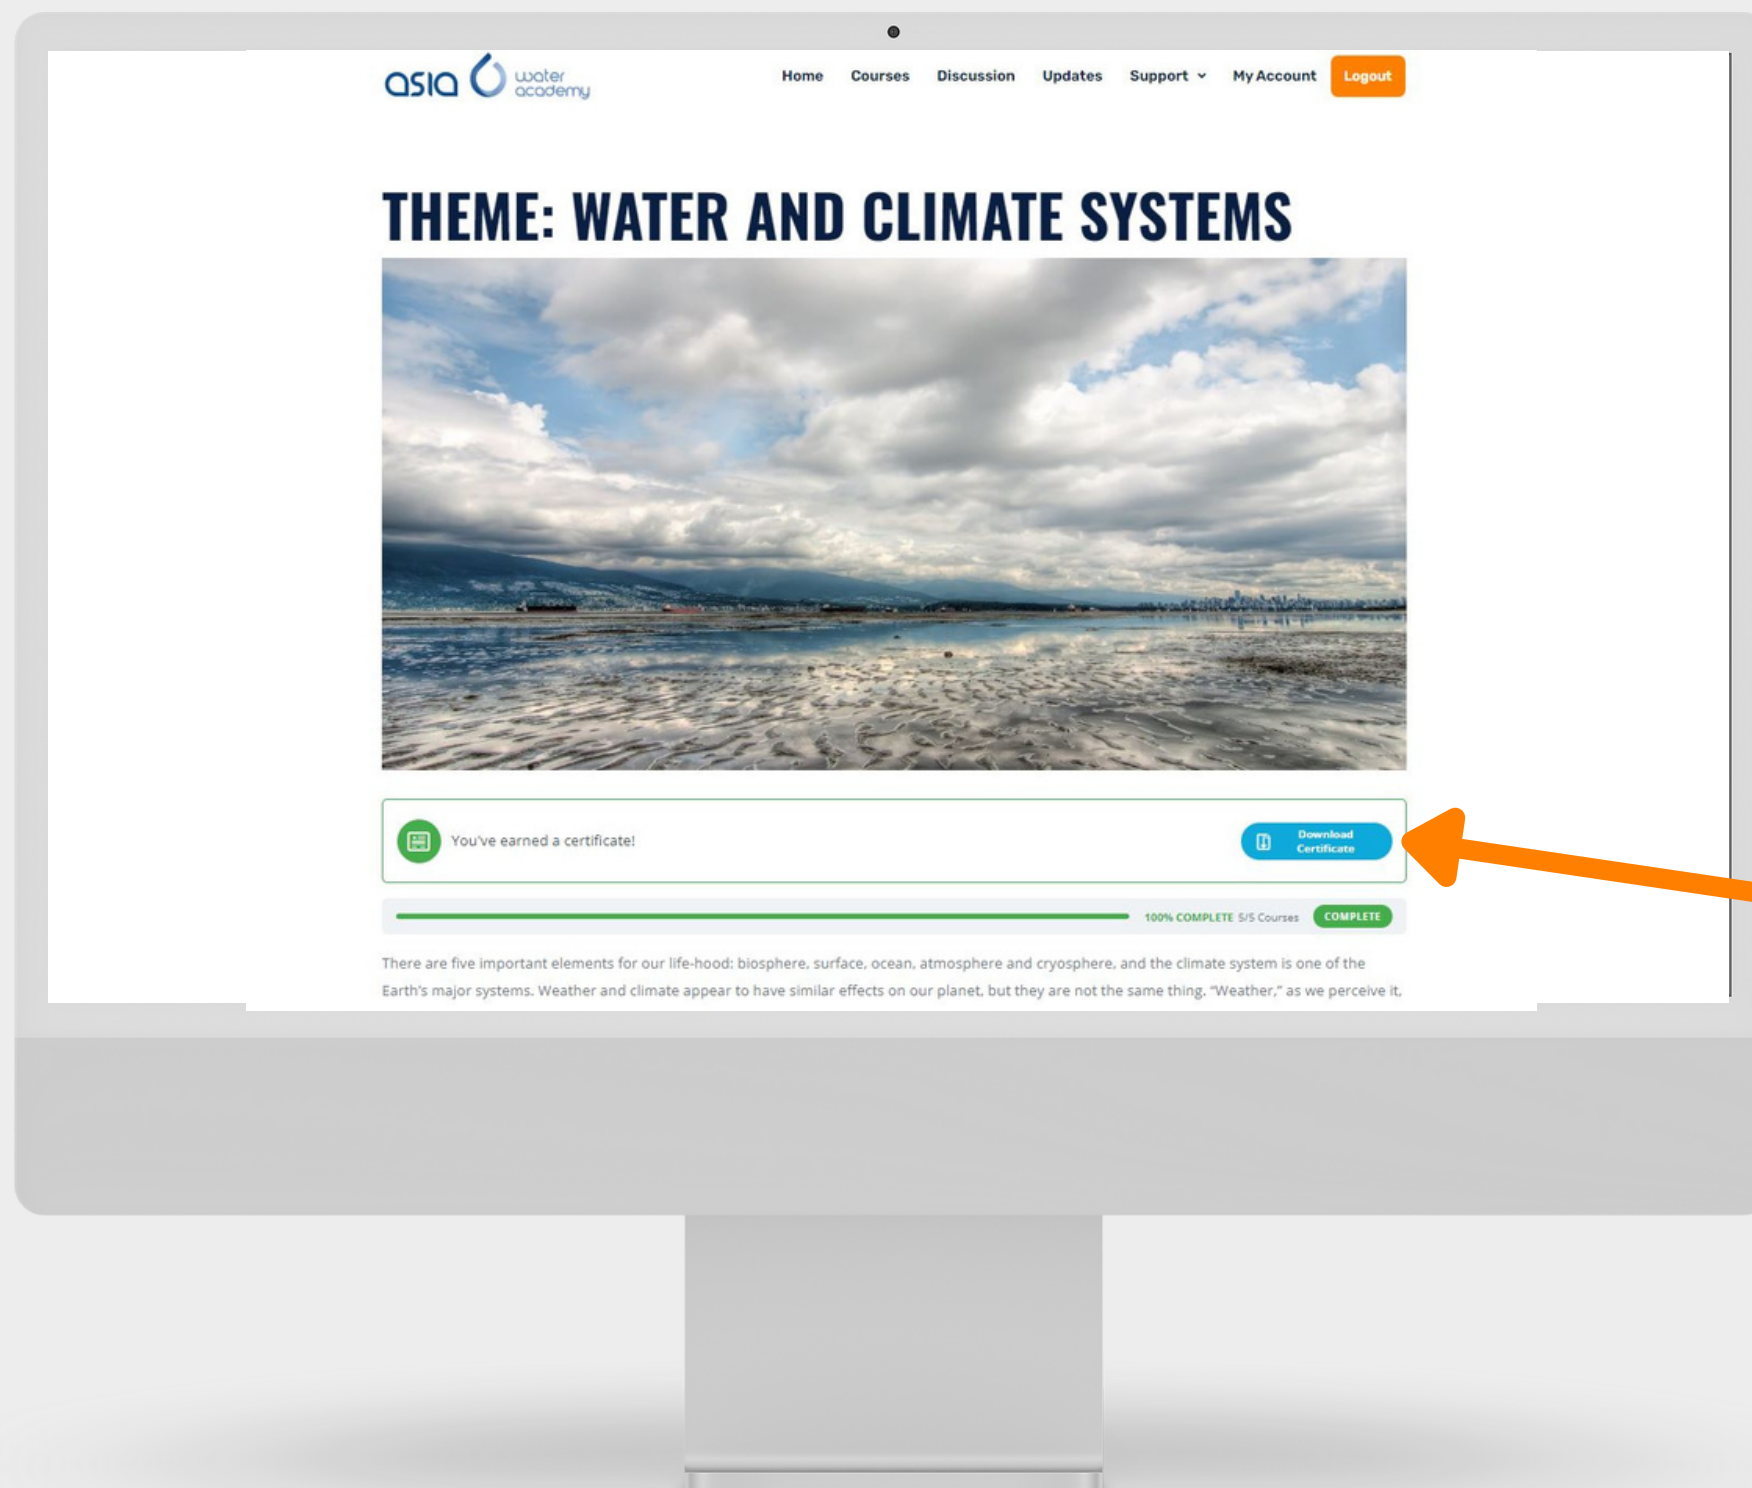 asia water academy
Home Courses Discussion Updates Support My Account Logout
THEME: WATER AND CLIMATE SYSTEMS
You've earned a certificate!
Download
Certificate
100% COMPLETE 5/5 Courses COMPLETE
There are five important elements for our life-hood: biosphere, surface, ocean, atmosphere and cryosphere, and the climate system is one of the
Earth's major systems. Weather and climate appear to have similar effects on our planet, but they are not the same thing. "Weather," as we perceive it,